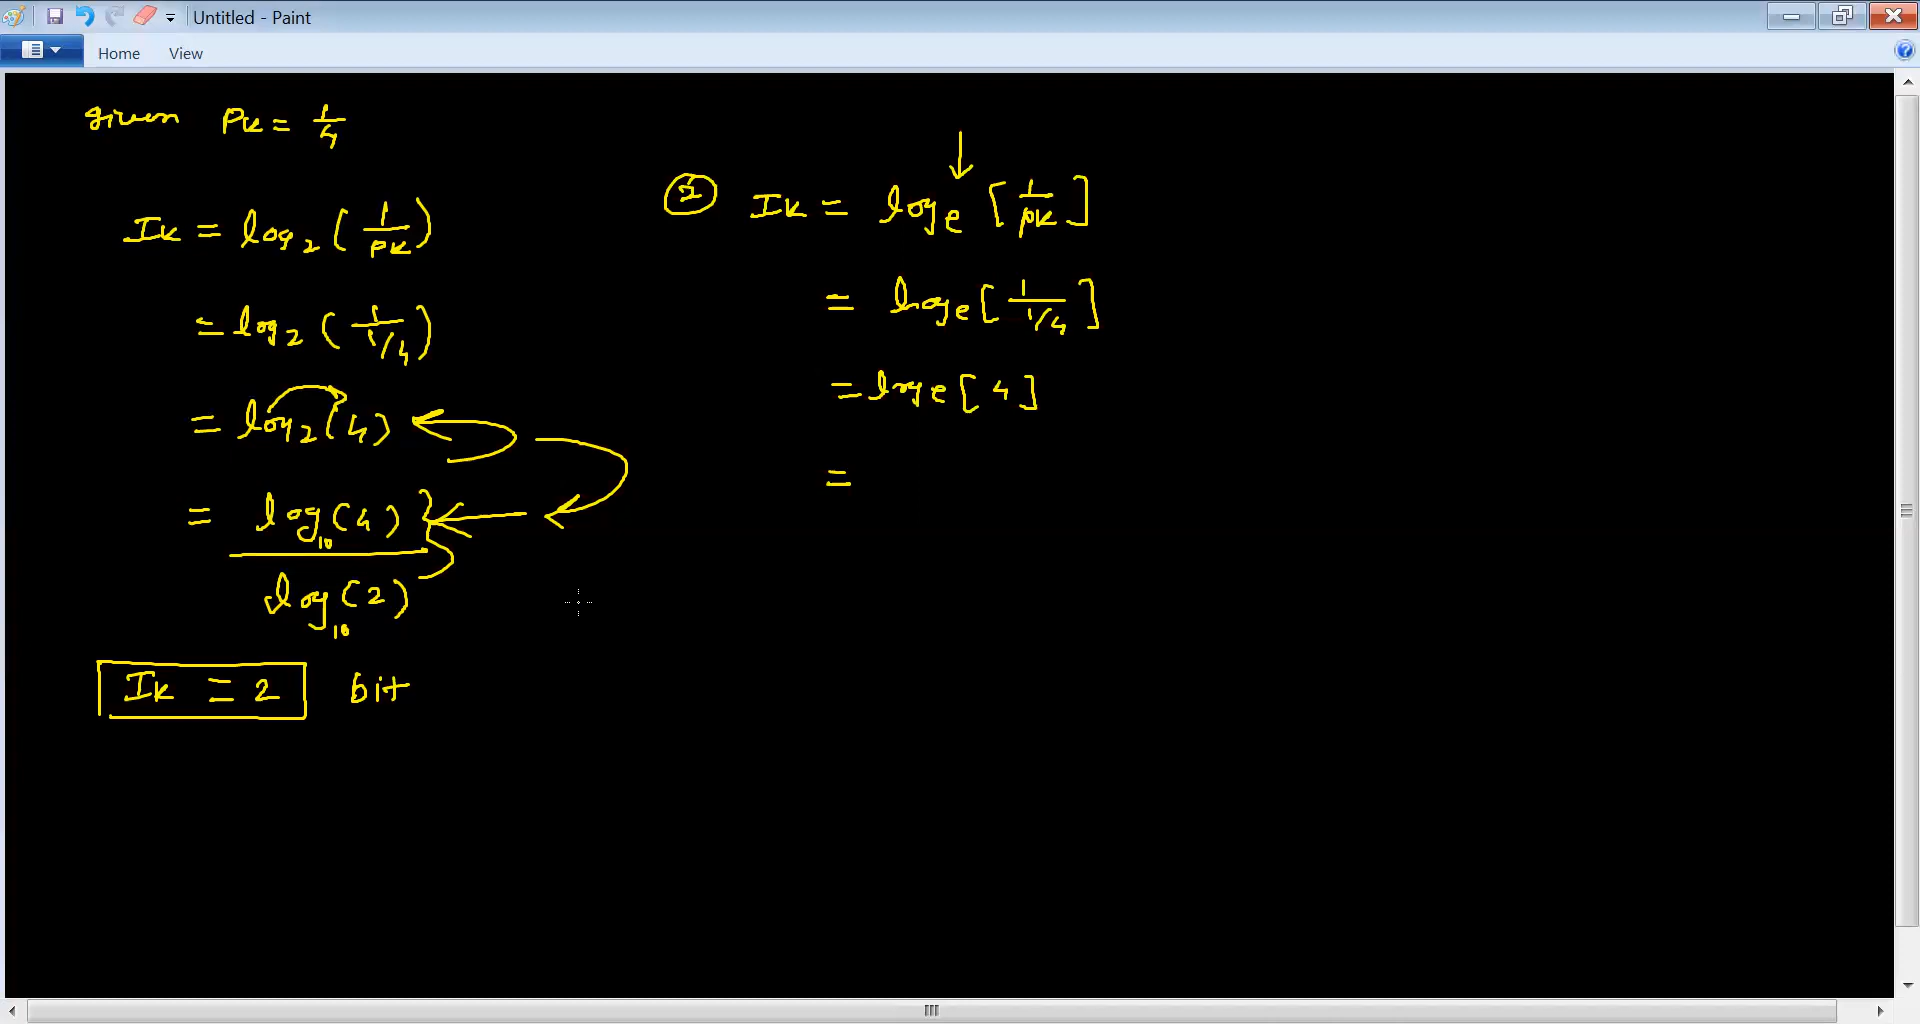 Untitled - Paint
Home View
given PK = 1/4
IK = log2 (1/PK)
= log2 (1/1/4)
= log2 (4)
= log10 (4) / log10 (2)
IK = 2 bit
2 IK = loge [1/PK]
= loge [1/1/4]
= loge [4]
=